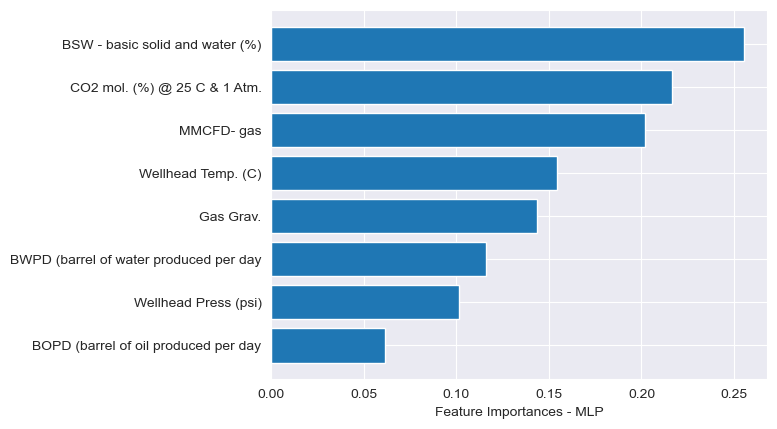 BSW - basic solid and water (%)
CO2 mol. (%) @ 25 C & 1 Atm.
MMCFD- gas
Wellhead Temp. (C)
Gas Grav.
BWPD (barrel of water produced per day
Wellhead Press (psi)
BOPD (barrel of oil produced per day
0.00 0.05 0.10 0.15 0.20 0.25
Feature Importances - MLP